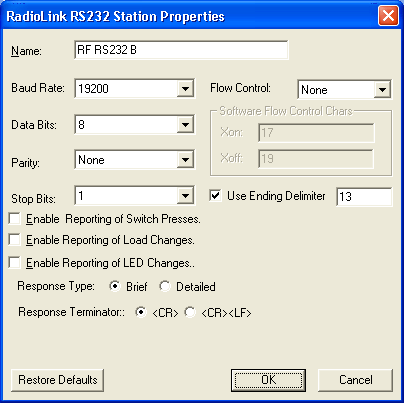 RadioLink RS232 Station Properties
Name: RF RS232 B
Baud Rate: 19200 Flow Control: None
Software Flow Control Chars
Data Bits: 8 Xon: 17
Parity: None Xoff: 19
Stop Bits: 1 Use Ending Delimiter 13
Enable Reporting of Switch Presses.
Enable Reporting of Load Changes.
Enable Reporting of LED Changes..
Response Type: Brief Detailed
Response Terminator:: <CR> <CR><LF>
Restore Defaults OK Cancel